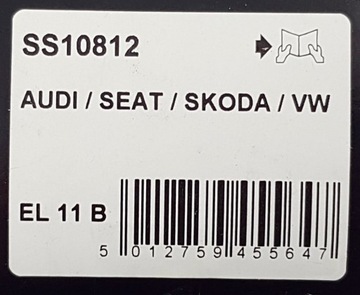 SS10812
AUDI / SEAT / SKODA / VW
EL 11 B
5 012759 455647